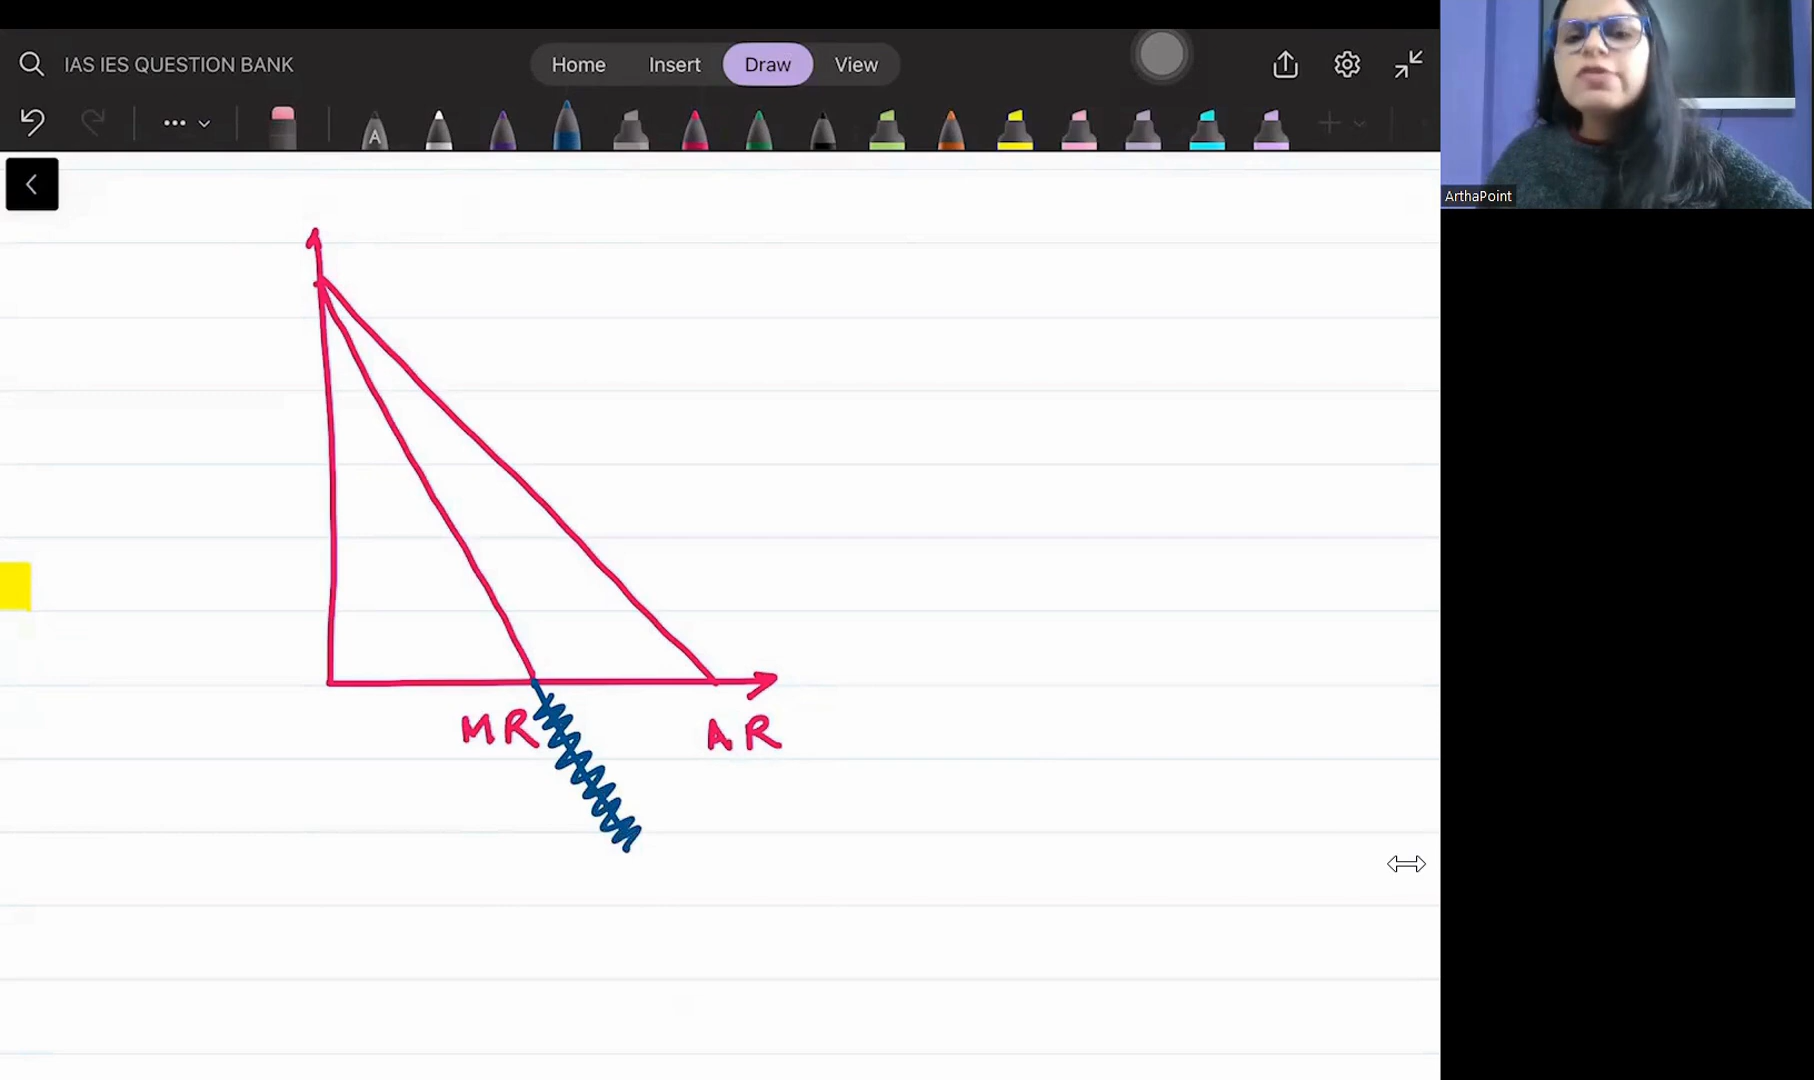 IAS IES QUESTION BANK
Home Insert Draw View
A
ArthaPoint
MR
AR